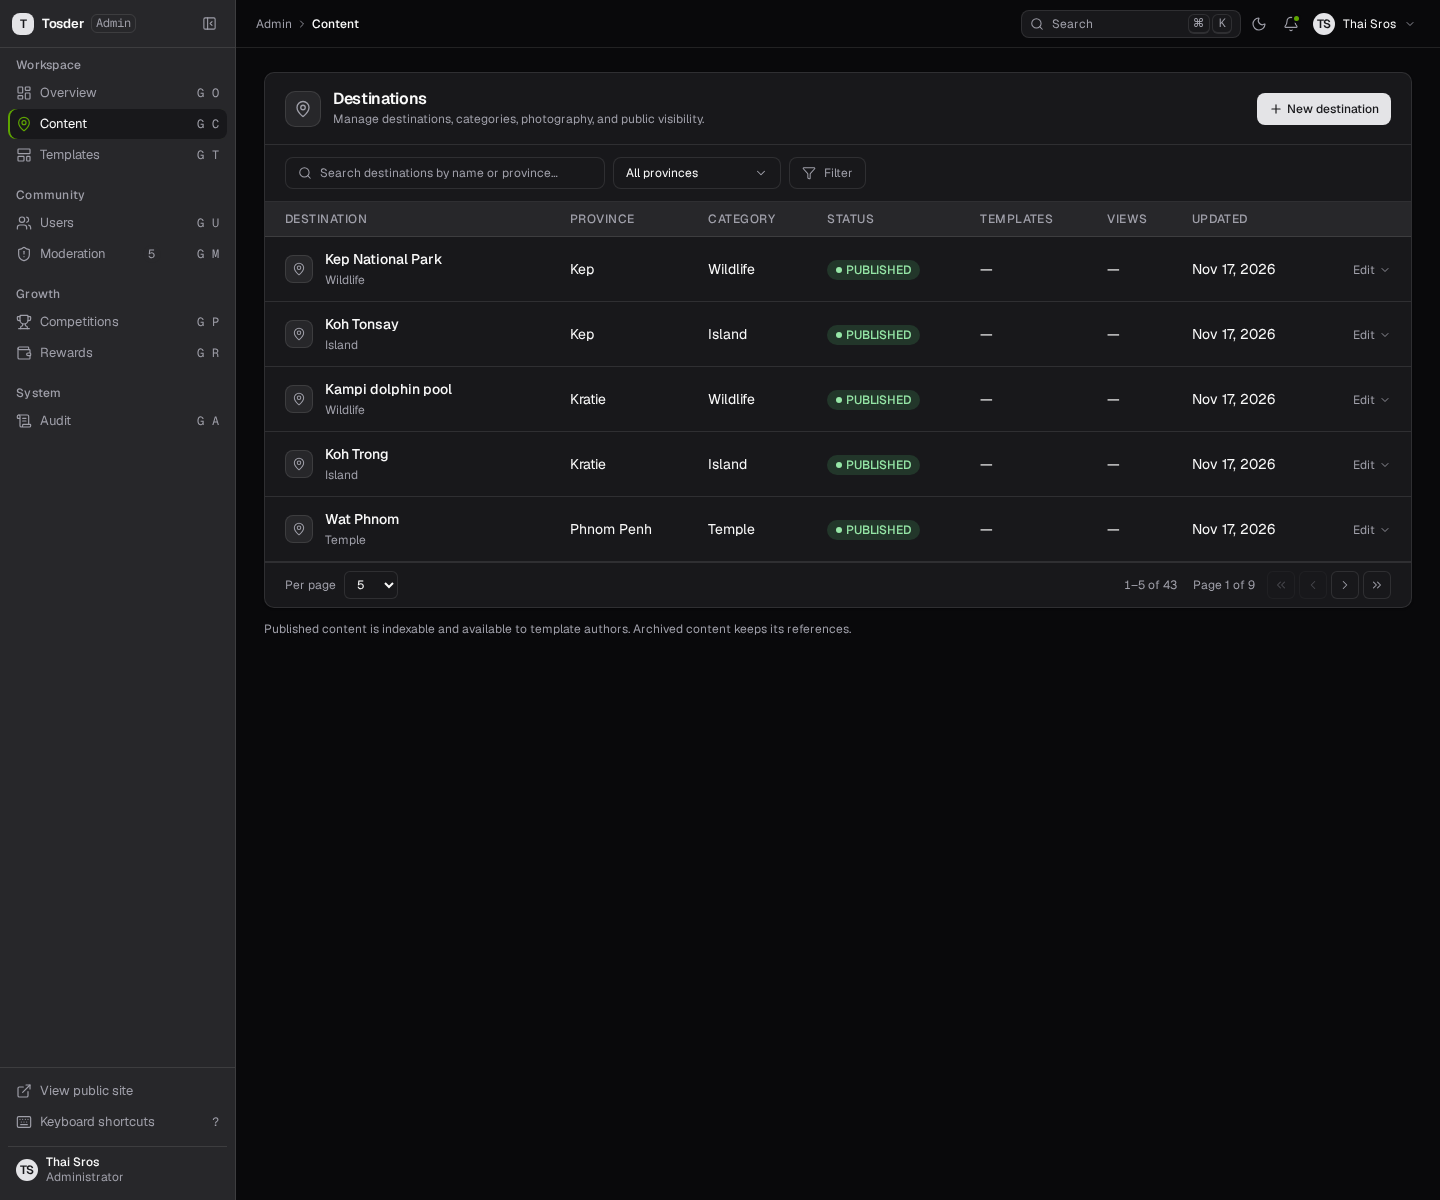 T Tosder Admin
Admin > Content
Search ⌘ K
TS Thai Sros
Workspace
Overview G O
Content G C
Templates G T
Community
Users G U
Moderation 5 G M
Growth
Competitions G P
Rewards G R
System
Audit G A
View public site
Keyboard shortcuts ?
TS Thai Sros
Administrator
Destinations
Manage destinations, categories, photography, and public visibility.
+ New destination
Search destinations by name or province… All provinces Filter
DESTINATION PROVINCE CATEGORY STATUS TEMPLATES VIEWS UPDATED
Kep National Park
Wildlife
Kep Wildlife PUBLISHED — — Nov 17, 2026 Edit
Koh Tonsay
Island
Kep Island PUBLISHED — — Nov 17, 2026 Edit
Kampi dolphin pool
Wildlife
Kratie Wildlife PUBLISHED — — Nov 17, 2026 Edit
Koh Trong
Island
Kratie Island PUBLISHED — — Nov 17, 2026 Edit
Wat Phnom
Temple
Phnom Penh Temple PUBLISHED — — Nov 17, 2026 Edit
Per page 5 1–5 of 43 Page 1 of 9
Published content is indexable and available to template authors. Archived content keeps its references.